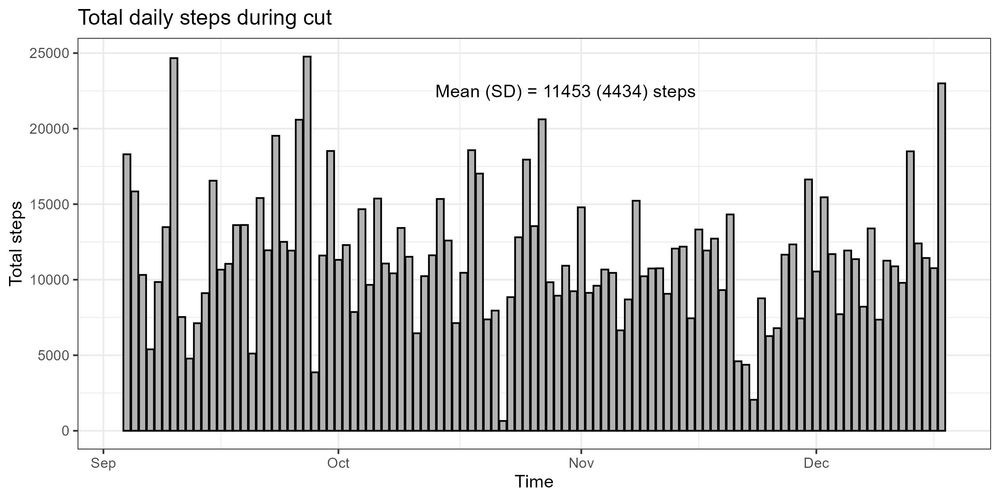 Total daily steps during cut
Mean (SD) = 11453 (4434) steps
Total steps
25000
20000
15000
10000
5000
0
Sep
Oct
Nov
Dec
Time